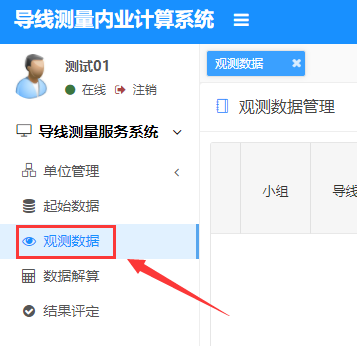 导线测量内业计算系统
测试01
在线 注销
导线测量服务系统
单位管理
起始数据
观测数据
数据解算
结果评定
观测数据
观测数据管理
小组 导线